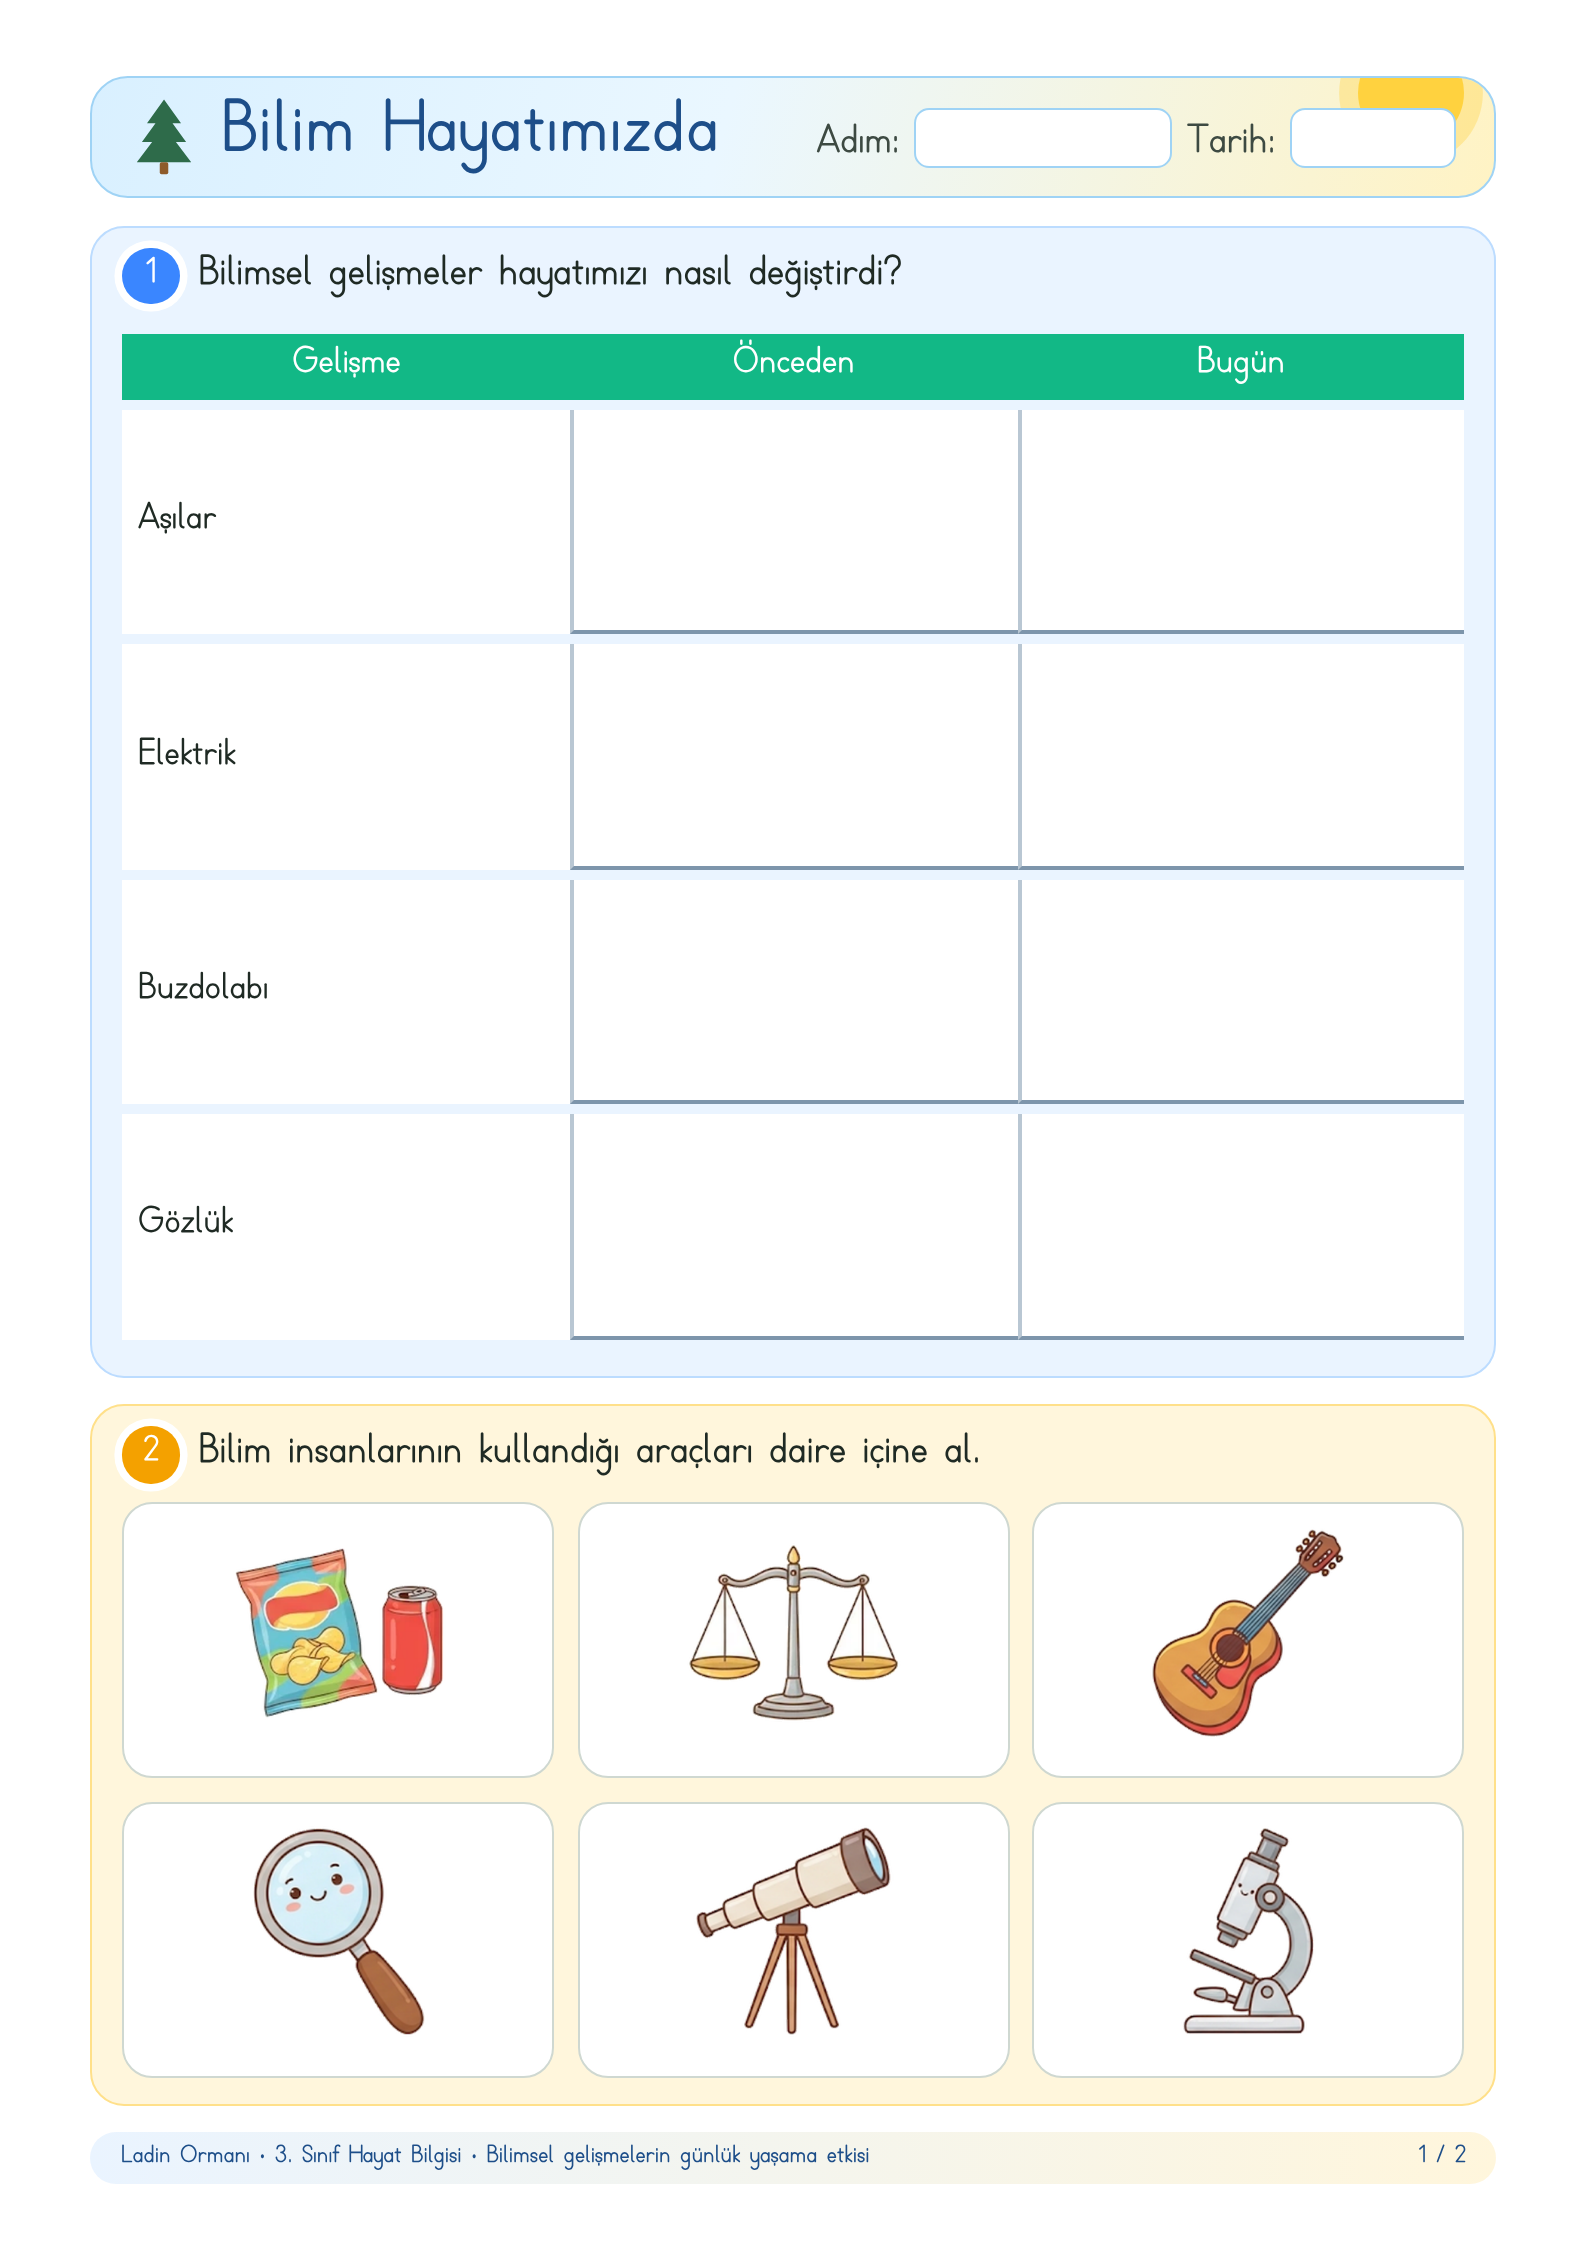 Bilim Hayatımızda
Adım:
Tarih:
1
Bilimsel gelişmeler hayatımızı nasıl değiştirdi?
Gelişme Önceden Bugün
Aşılar
Elektrik
Buzdolabı
Gözlük
2
Bilim insanlarının kullandığı araçları daire içine al.
Ladin Ormanı • 3. Sınıf Hayat Bilgisi • Bilimsel gelişmelerin günlük yaşama etkisi
1 / 2